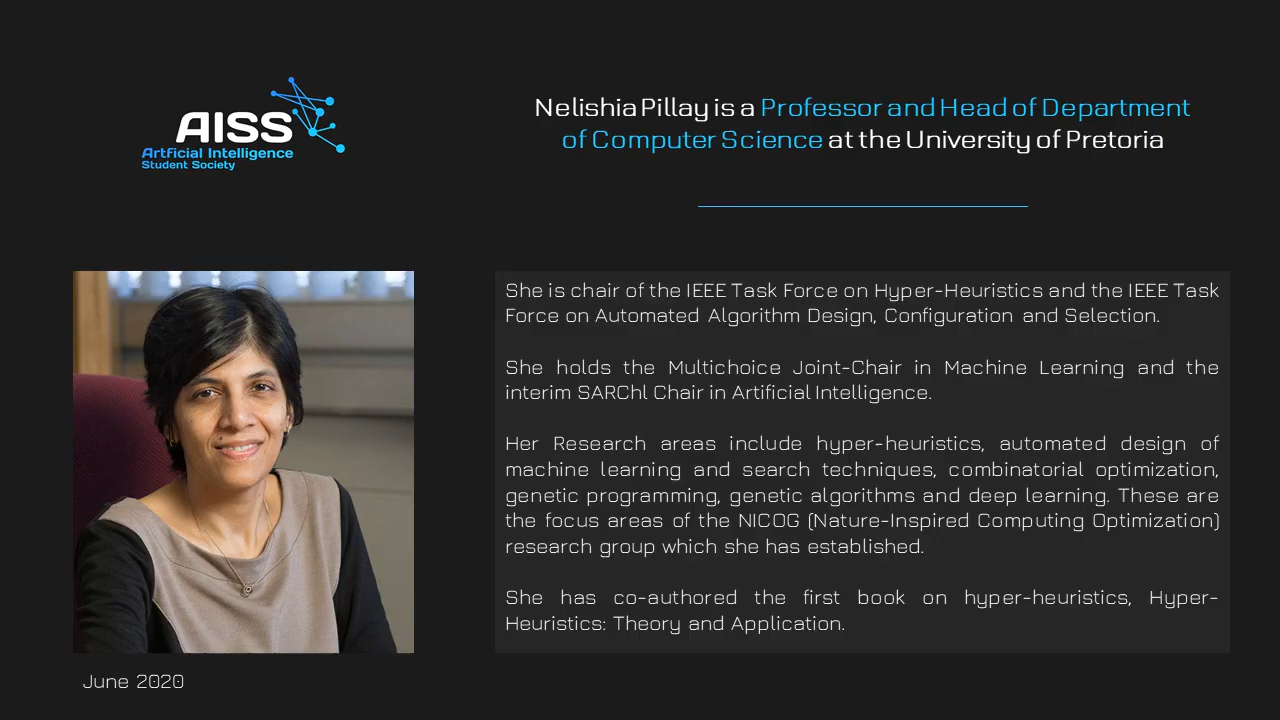 AISS
Artficial Intelligence
Student Society
Nelishia Pillay is a Professor and Head of Department
of Computer Science at the University of Pretoria
She is chair of the IEEE Task Force on Hyper-Heuristics and the IEEE Task
Force on Automated Algorithm Design, Configuration and Selection.
She holds the Multichoice Joint-Chair in Machine Learning and the
interim SARChl Chair in Artificial Intelligence.
Her Research areas include hyper-heuristics, automated design of
machine learning and search techniques, combinatorial optimization,
genetic programming, genetic algorithms and deep learning. These are
the focus areas of the NICOG (Nature-Inspired Computing Optimization)
research group which she has established.
She has co-authored the first book on hyper-heuristics, Hyper-
Heuristics: Theory and Application.
June 2020